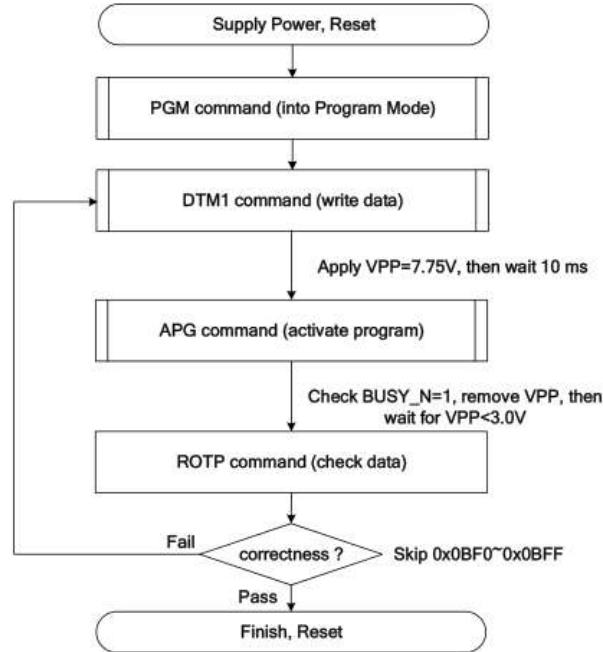 Supply Power, Reset
PGM command (into Program Mode)
DTM1 command (write data)
Apply VPP=7.75V, then wait 10 ms
APG command (activate program)
Check BUSY_N=1, remove VPP, then
wait for VPP<3.0V
ROTP command (check data)
Fail
correctness ?
Skip 0x0BF0~0x0BFF
Pass
Finish, Reset